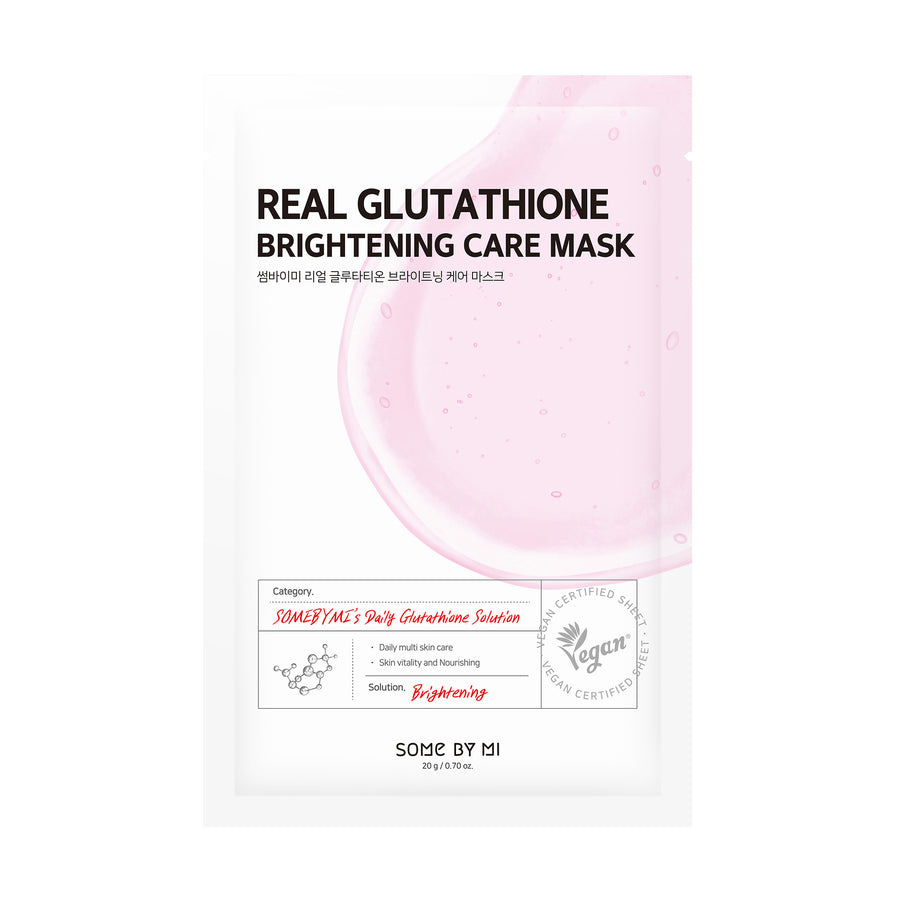 REAL GLUTATHIONE
BRIGHTENING CARE MASK
썸바이미 리얼 글루타티온 브라이트닝 케어 마스크
Category.
SOMEBYMI's Daily Glutathione Solution
· Daily multi skin care
· Skin vitality and Nourishing
Solution. Brightening
VEGAN CERTIFIED SHEET · VEGAN CERTIFIED SHEET ·
Vegan®
SOME BY MI
20 g / 0.70 oz.